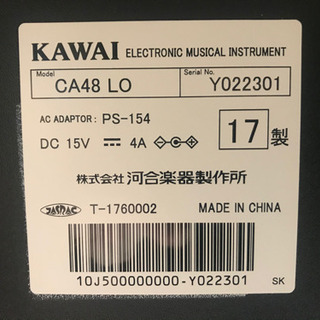 KAWAI ELECTRONIC MUSICAL INSTRUMENT
Model Serial No.
CA48 LO Y022301
AC ADAPTOR: PS-154
DC 15V 4A
17 製
株式会社 河合楽器製作所
JASRAC T-1760002 MADE IN CHINA
10J500000000-Y022301
SK